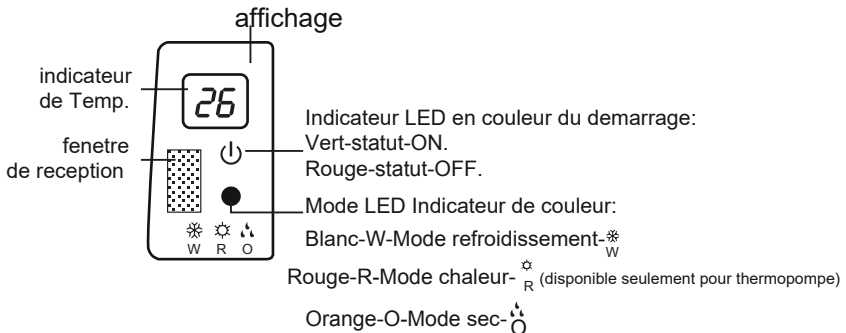 affichage
indicateur
de Temp.
26
fenetre
de reception
W R O
Indicateur LED en couleur du demarrage:
Vert-statut-ON.
Rouge-statut-OFF.
Mode LED Indicateur de couleur:
Blanc-W-Mode refroidissement-
W
Rouge-R-Mode chaleur- R (disponible seulement pour thermopompe)
Orange-O-Mode sec- O